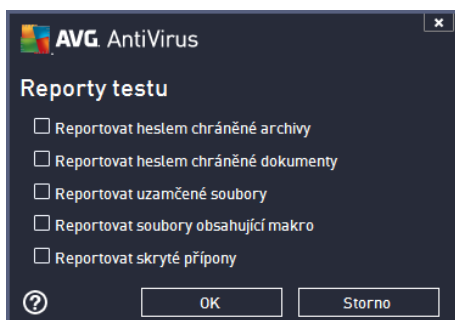 AVG AntiVirus
Reporty testu
Reportovat heslem chráněné archivy
Reportovat heslem chráněné dokumenty
Reportovat uzamčené soubory
Reportovat soubory obsahující makro
Reportovat skryté přípony
OK Storno